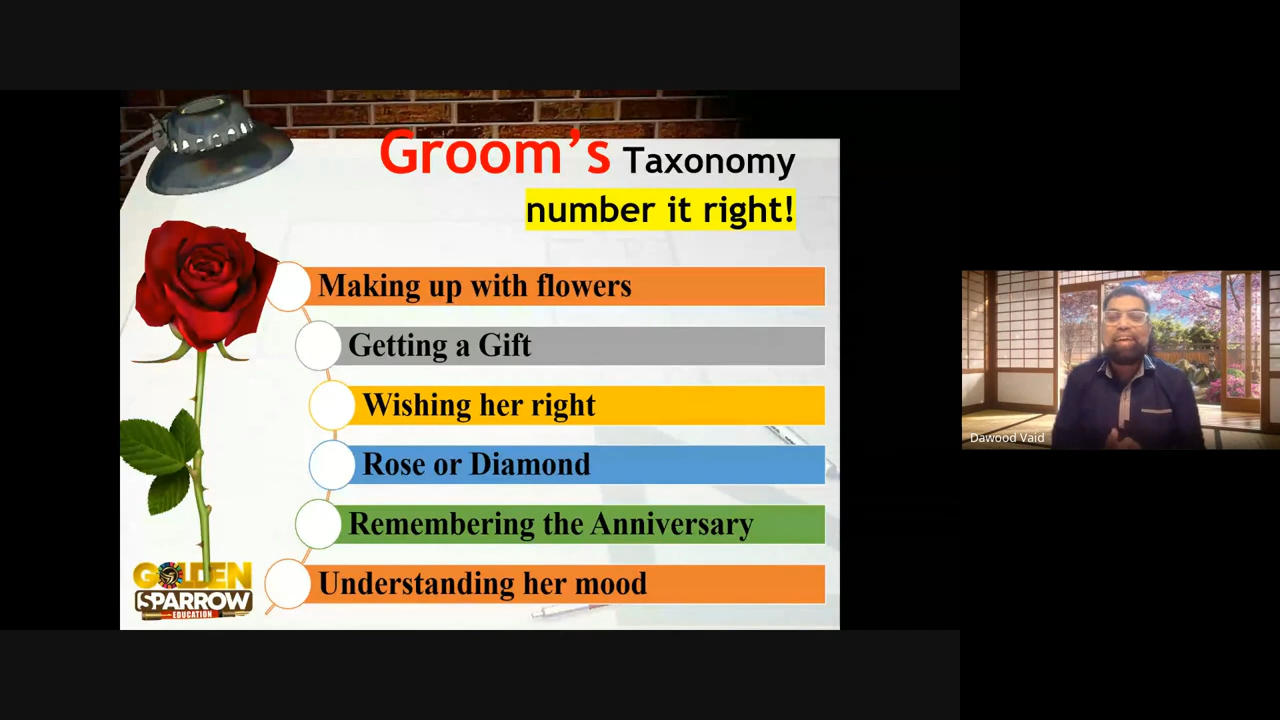 Groom's Taxonomy
number it right!
Making up with flowers
Getting a Gift
Wishing her right
Rose or Diamond
Remembering the Anniversary
Understanding her mood
GOLDEN
SPARROW
EDUCATION
Dawood Vaid